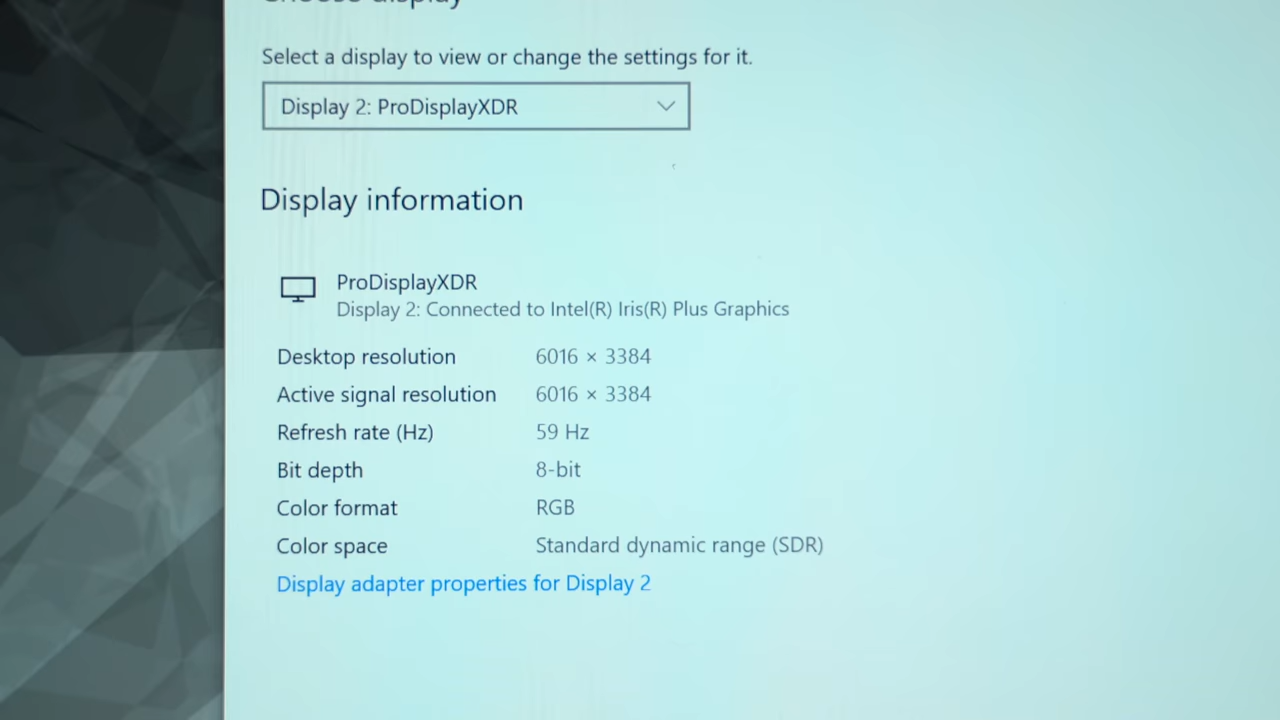 Choose display
Select a display to view or change the settings for it.
Display 2: ProDisplayXDR
Display information
ProDisplayXDR
Display 2: Connected to Intel(R) Iris(R) Plus Graphics
Desktop resolution 6016 × 3384
Active signal resolution 6016 × 3384
Refresh rate (Hz) 59 Hz
Bit depth 8-bit
Color format RGB
Color space Standard dynamic range (SDR)
Display adapter properties for Display 2